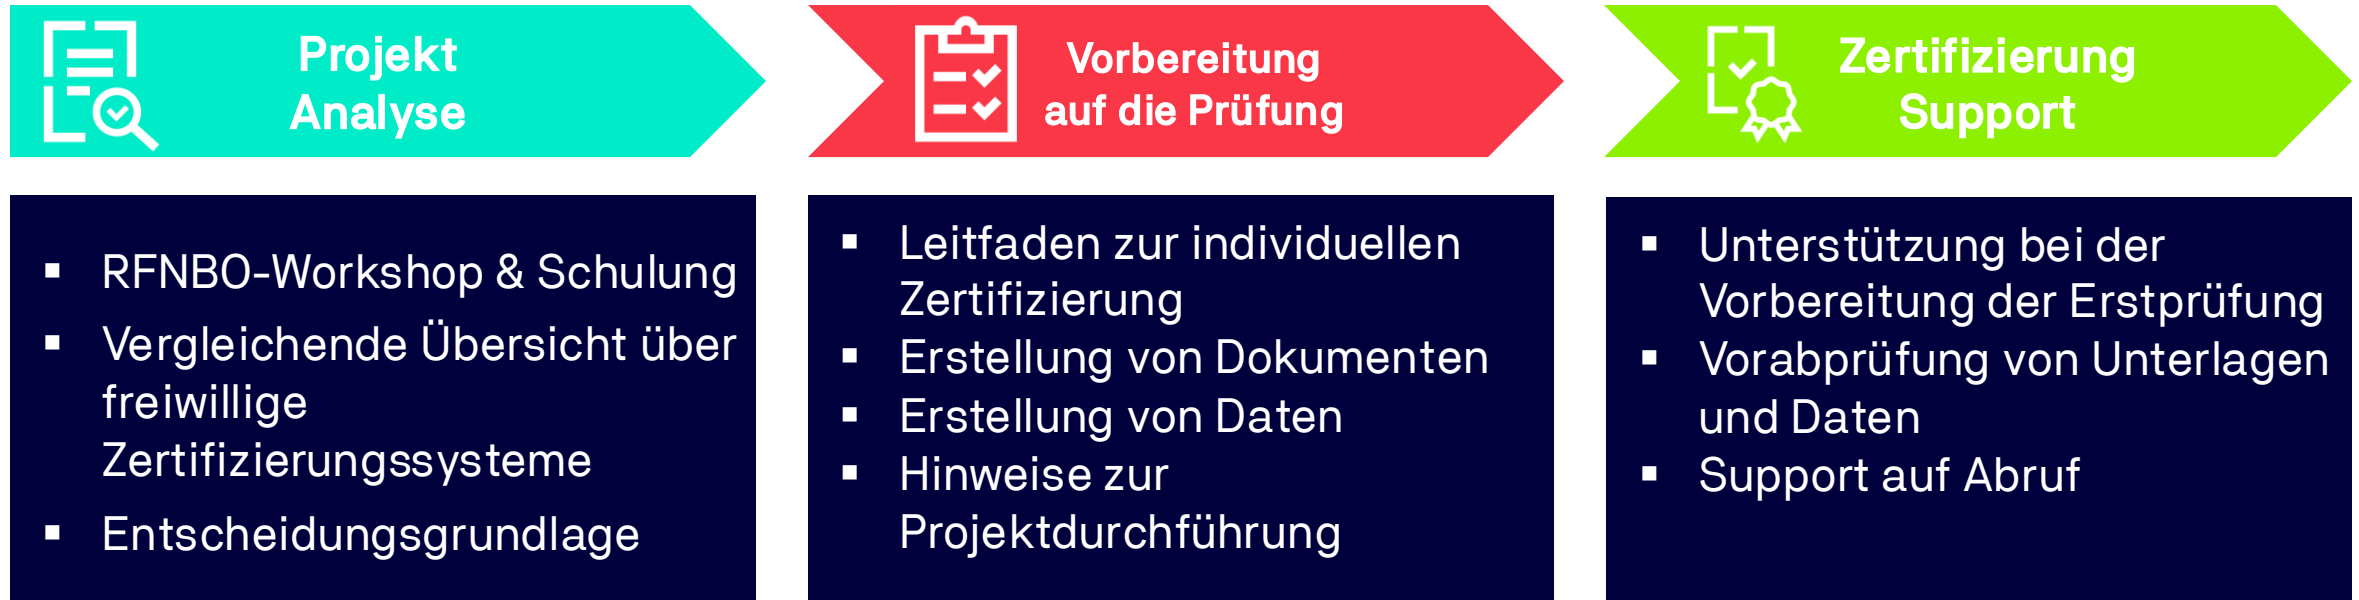 Projekt
Analyse
▪ RFNBO-Workshop & Schulung
▪ Vergleichende Übersicht über
freiwillige
Zertifizierungssysteme
▪ Entscheidungsgrundlage
Vorbereitung
auf die Prüfung
▪ Leitfaden zur individuellen
Zertifizierung
▪ Erstellung von Dokumenten
▪ Erstellung von Daten
▪ Hinweise zur
Projektdurchführung
Zertifizierung
Support
▪ Unterstützung bei der
Vorbereitung der Erstprüfung
▪ Vorabprüfung von Unterlagen
und Daten
▪ Support auf Abruf